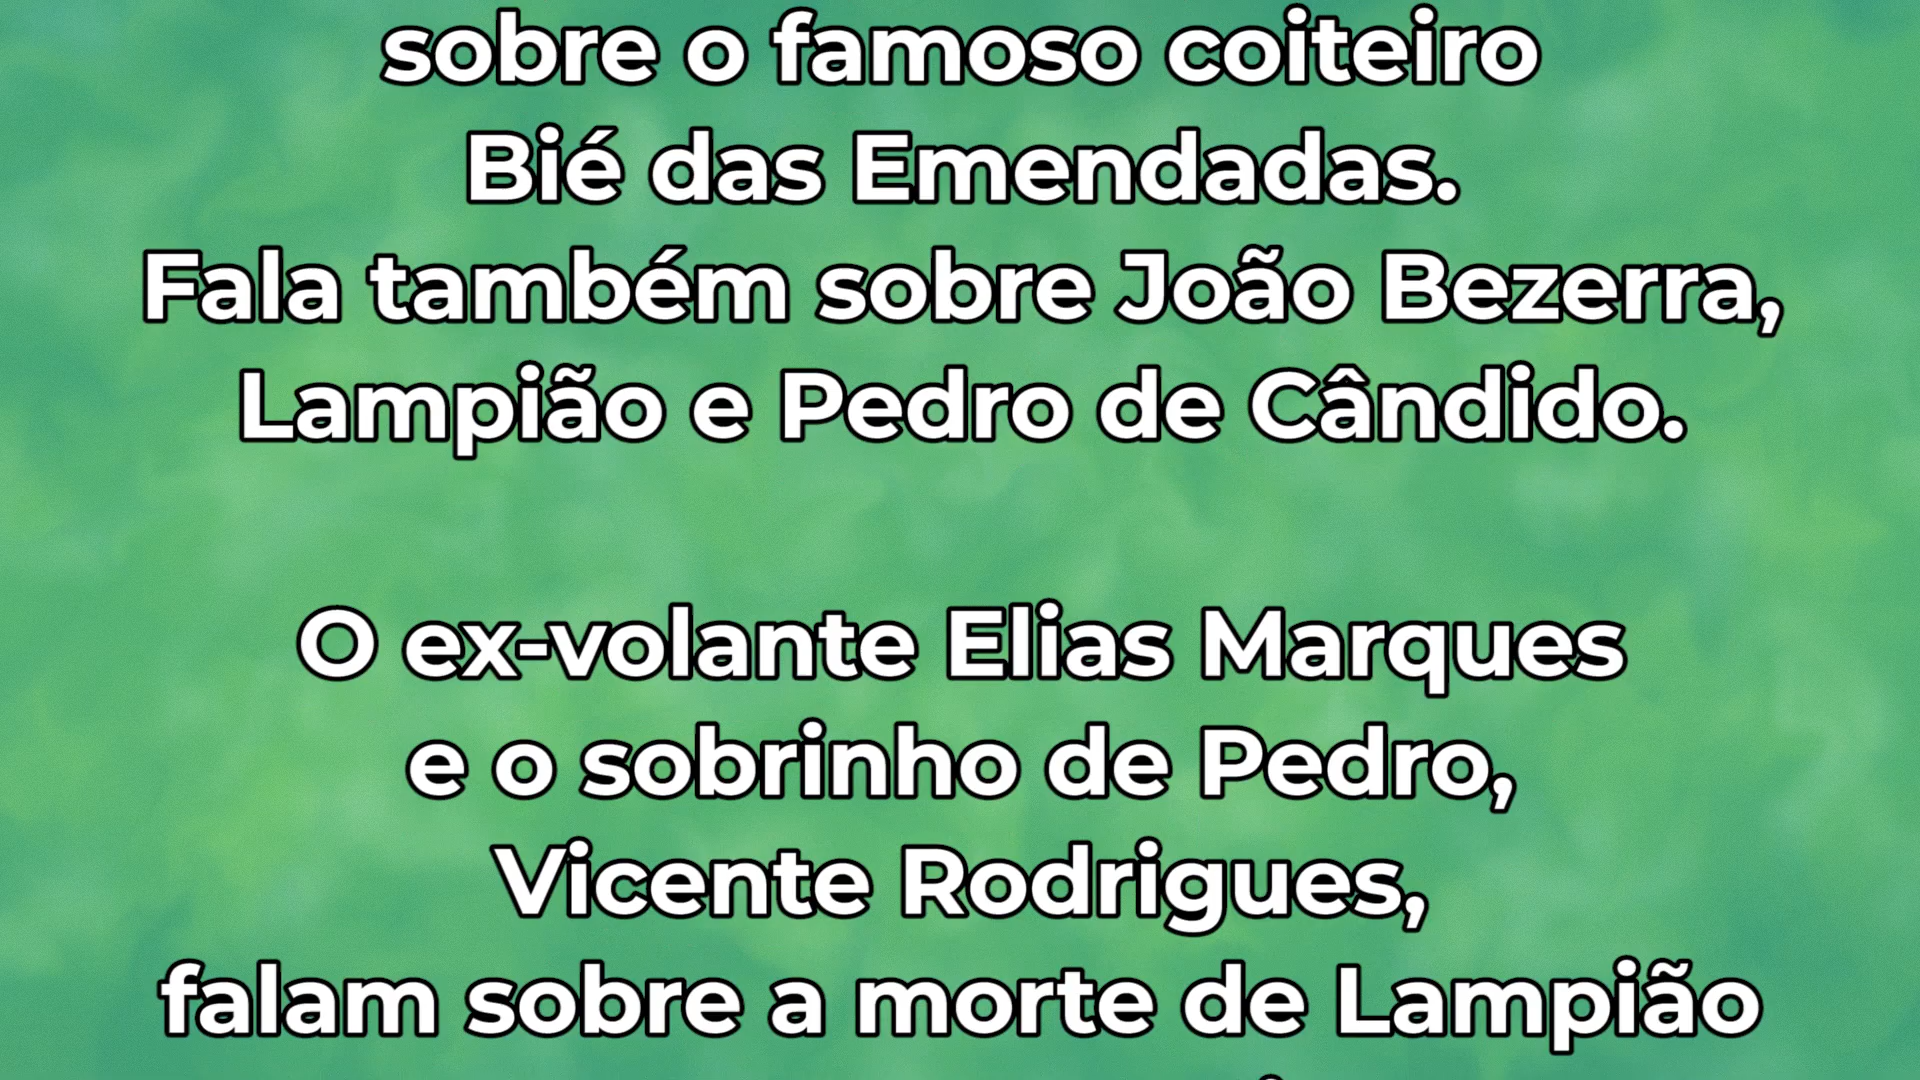 sobre o famoso coiteiro
Bié das Emendadas.
Fala também sobre João Bezerra,
Lampião e Pedro de Cândido.
O ex-volante Elias Marques
e o sobrinho de Pedro,
Vicente Rodrigues,
falam sobre a morte de Lampião